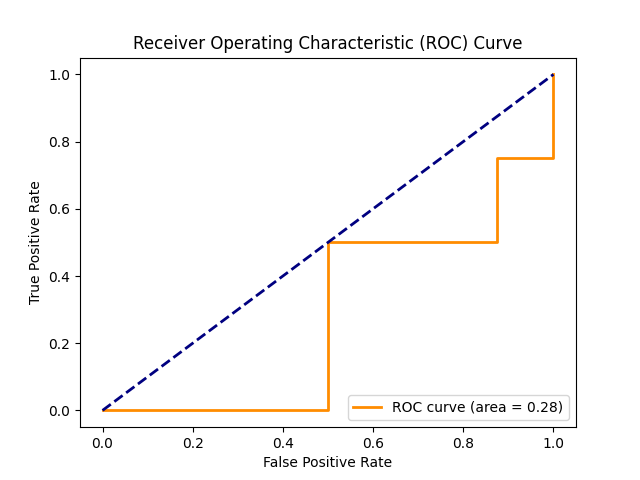 Receiver Operating Characteristic (ROC) Curve
1.0
0.8
0.6
0.4
0.2
0.0
True Positive Rate
ROC curve (area = 0.28)
0.0 0.2 0.4 0.6 0.8 1.0
False Positive Rate